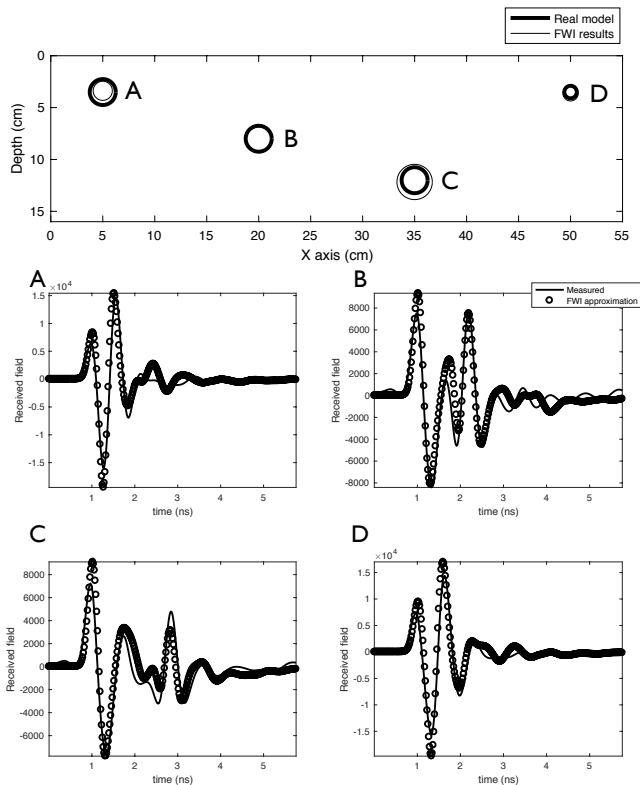 Real model
FWI results
0
5
10
15
Depth (cm)
A
B
C
D
0 5 10 15 20 25 30 35 40 45 50 55
X axis (cm)
A
×10⁴
1.5
1
0.5
0
-0.5
-1
-1.5
Received field
1 2 3 4 5
time (ns)
B
Measured
FWI approximation
8000
6000
4000
2000
0
-2000
-4000
-6000
-8000
Received field
1 2 3 4 5
time (ns)
C
8000
6000
4000
2000
0
-2000
-4000
-6000
Received field
1 2 3 4 5
time (ns)
D
×10⁴
1.5
1
0.5
0
-0.5
-1
-1.5
Received field
1 2 3 4 5
time (ns)